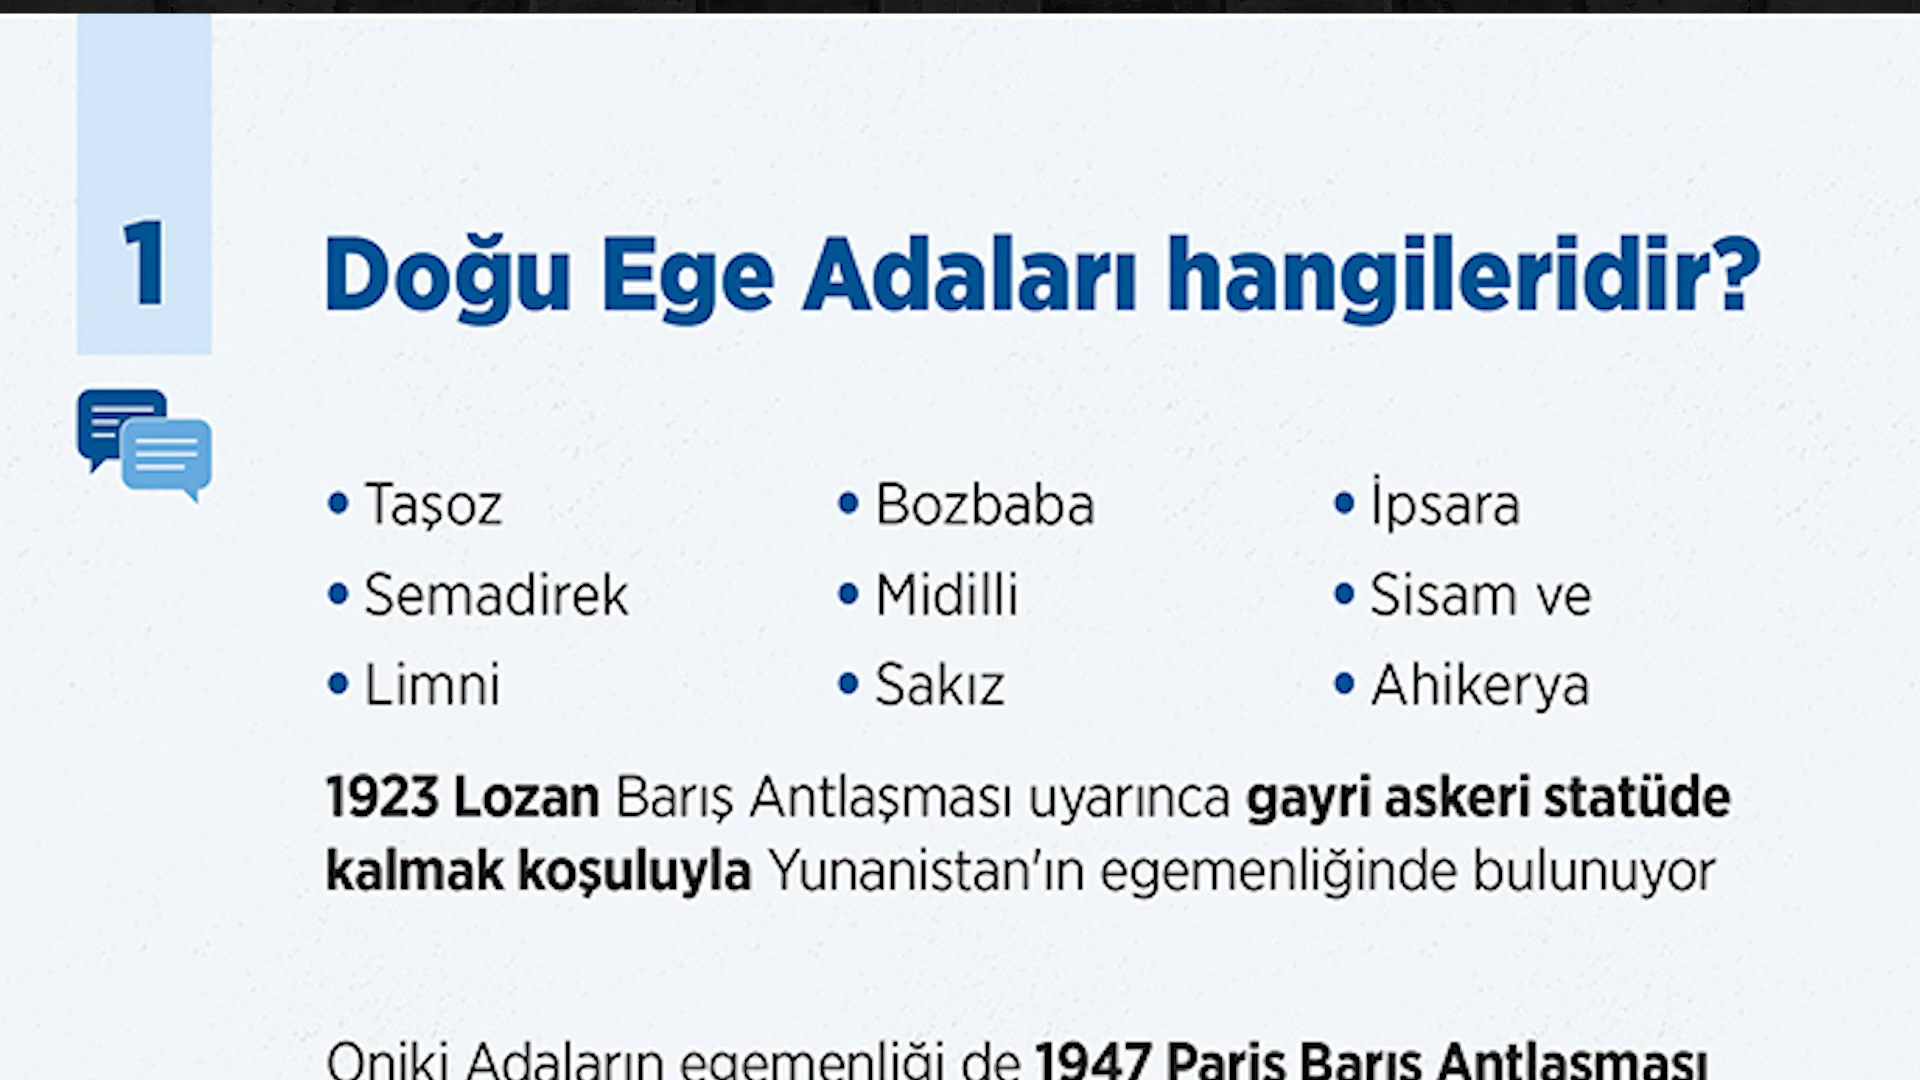 1
Doğu Ege Adaları hangileridir?
• Taşoz
• Semadirek
• Limni
• Bozbaba
• Midilli
• Sakız
• İpsara
• Sisam ve
• Ahikerya
1923 Lozan Barış Antlaşması uyarınca gayri askeri statüde
kalmak koşuluyla Yunanistan'ın egemenliğinde bulunuyor
Oniki Adaların egemenliği de 1947 Paris Barış Antlaşması